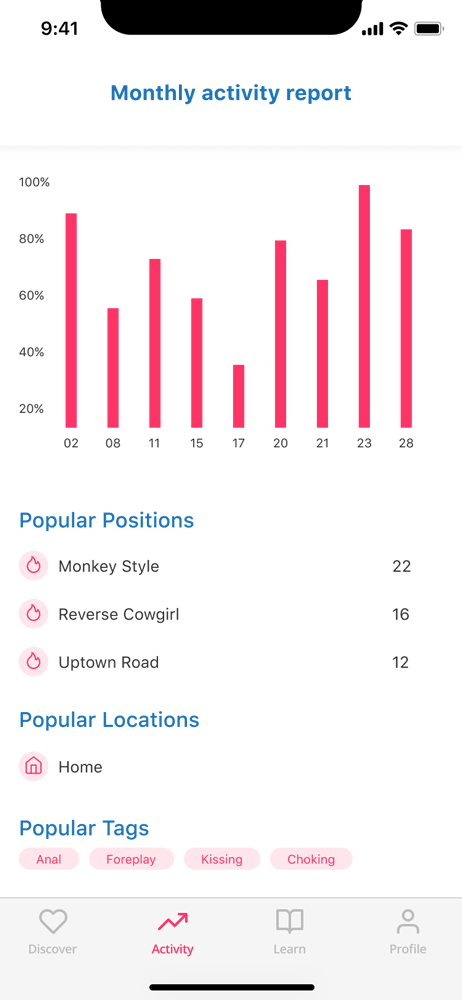 9:41
Monthly activity report
100%
80%
60%
40%
20%
02 08 11 15 17 20 21 23 28
Popular Positions
Monkey Style 22
Reverse Cowgirl 16
Uptown Road 12
Popular Locations
Home
Popular Tags
Anal Foreplay Kissing Choking
Discover Activity Learn Profile